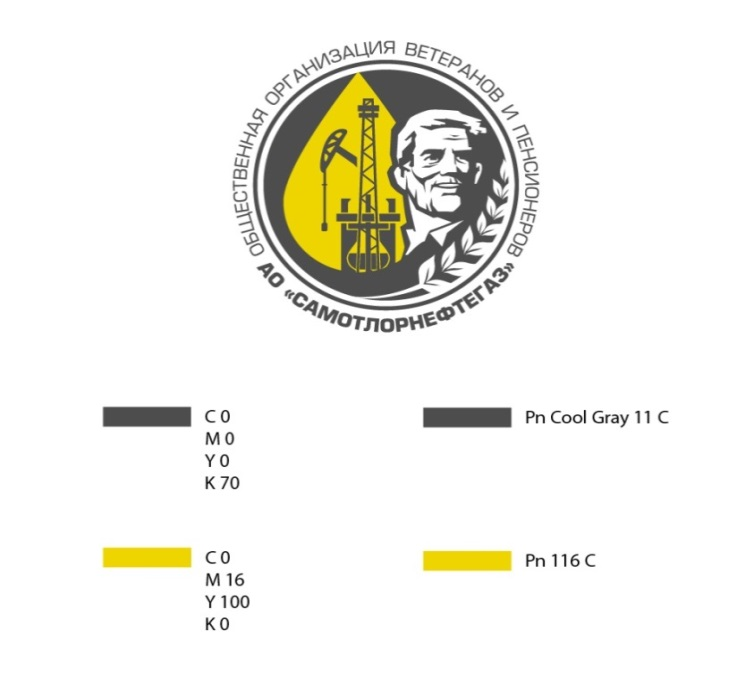 ОБЩЕСТВЕННАЯ ОРГАНИЗАЦИЯ ВЕТЕРАНОВ И ПЕНСИОНЕРОВ
АО «САМОТЛОРНЕФТЕГАЗ»
C 0
M 0
Y 0
K 70
Pn Cool Gray 11 C
C 0
M 16
Y 100
K 0
Pn 116 C